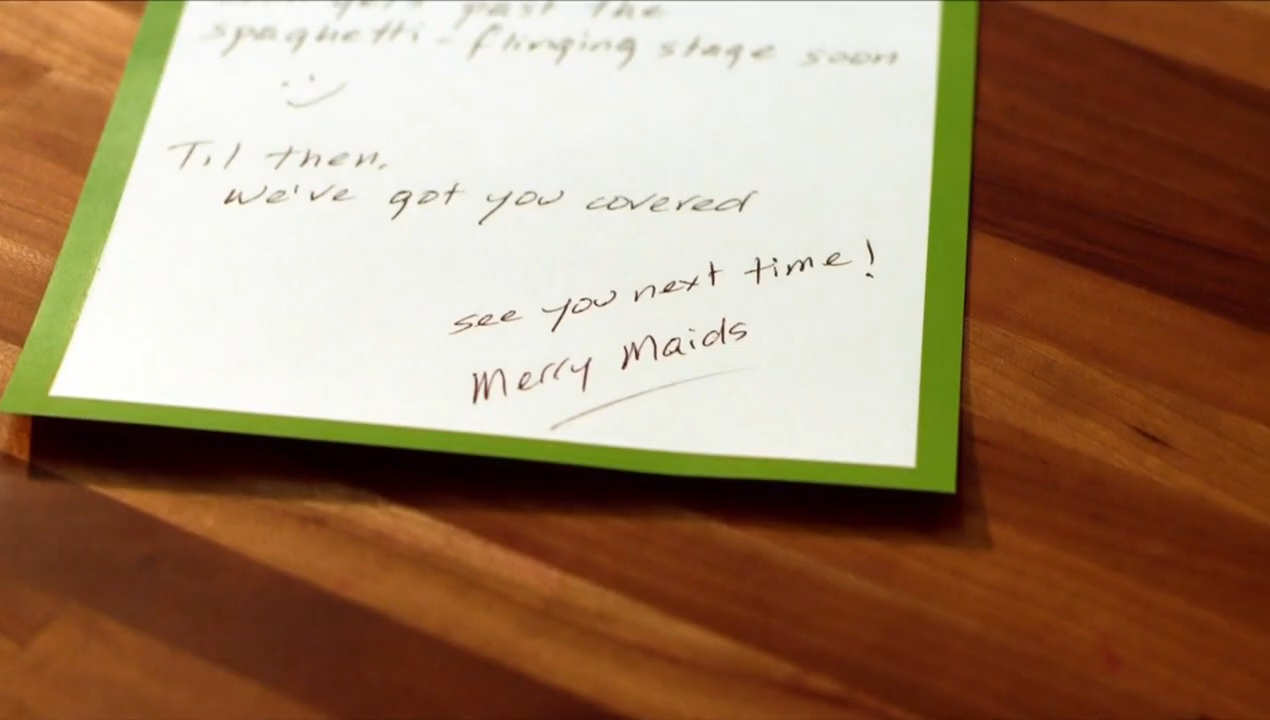 past the
spaghetti-flinging stage soon
:)
Til then,
we've got you covered
see you next time!
Merry Maids